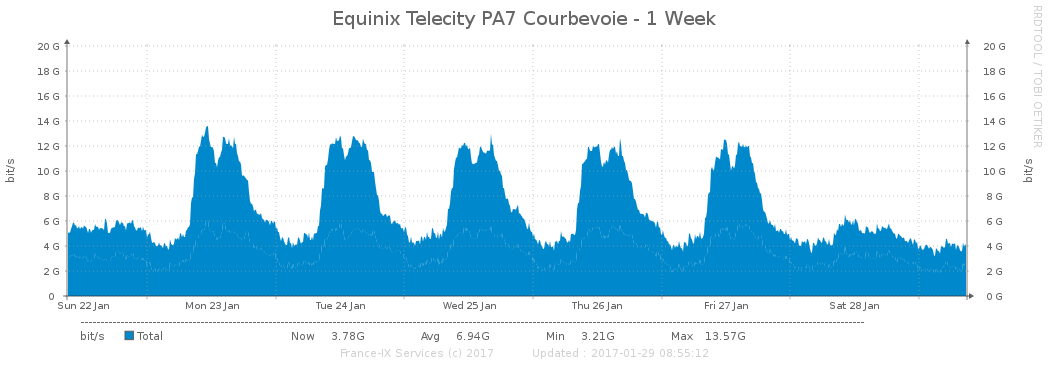 Equinix Telecity PA7 Courbevoie - 1 Week
RRDTOOL / TOBI OETIKER
bit/s
20 G
18 G
16 G
14 G
12 G
10 G
8 G
6 G
4 G
2 G
0
20 G
18 G
16 G
14 G
12 G
10 G
8 G
6 G
4 G
2 G
0 G
bit/s
Sun 22 Jan Mon 23 Jan Tue 24 Jan Wed 25 Jan Thu 26 Jan Fri 27 Jan Sat 28 Jan
bit/s Total Now 3.78G Avg 6.94G Min 3.21G Max 13.57G
France-IX Services (c) 2017 Updated : 2017-01-29 08:55:12